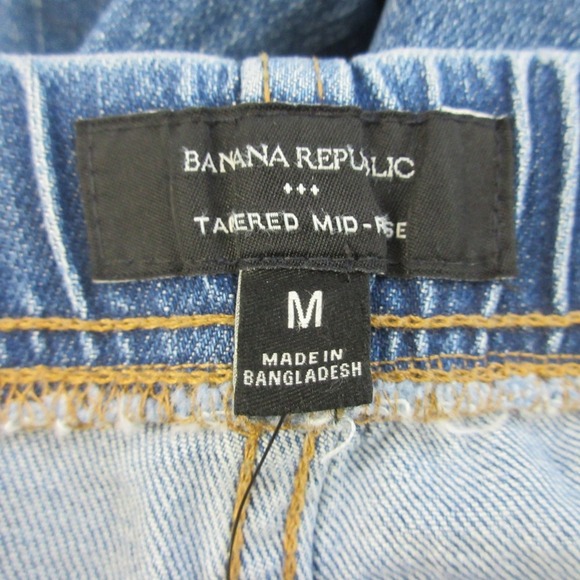 BANANA REPUBLIC
TAPERED MID-RISE
M
MADE IN
BANGLADESH